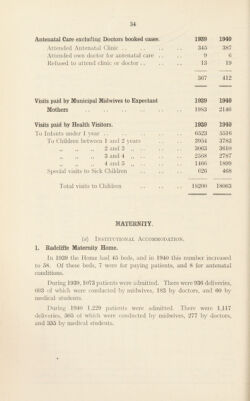 34
Antenatal Care excluding Doctors booked cases. 1939 1940
Attended Antenatal Clinic .. .. .. .. 345 387
Attended own doctor for antenatal care .. .. 9 6
Refused to attend clinic or doctor .. .. .. 13 19
367 412
Visits paid by Municipal Midwives to Expectant 1939 1940
Mothers .. .. .. .. 1983 2146
Visits paid by Health Visitors. 1939 1940
To Infants under 1 year .. .. .. .. 6523 5516
To Children between 1 and 2 years .. .. 2954 3783
„ „ „ 2 and 3 „ .. .. 3063 3610
„ „ „ 3 and 4 „ .. .. 2568 2787
„ „ „ 4 and 5 „ .. .. 1466 1899
Special visits to Sick Children .. .. 626 468
Total visits to Children .. .. 18200 18063
MATERNITY.
(a) Institutional Accommodation.
1. Radcliffe Maternity Home.
In 1939 the Home had 45 beds, and in 1940 this number increased
to 58. Of these beds, 7 were for paying patients, and 8 for antenatal
conditions.
During 1939, 1073 patients were admitted. There were 936 deliveries,
603 of which were conducted by midwives, 183 by doctors, and 60 by
medical students.
During 1940 1,229 patients were admitted. There were 1,117
deliveries, 505 of which were conducted by midwives, 277 by doctors,
and 335 by medical students.